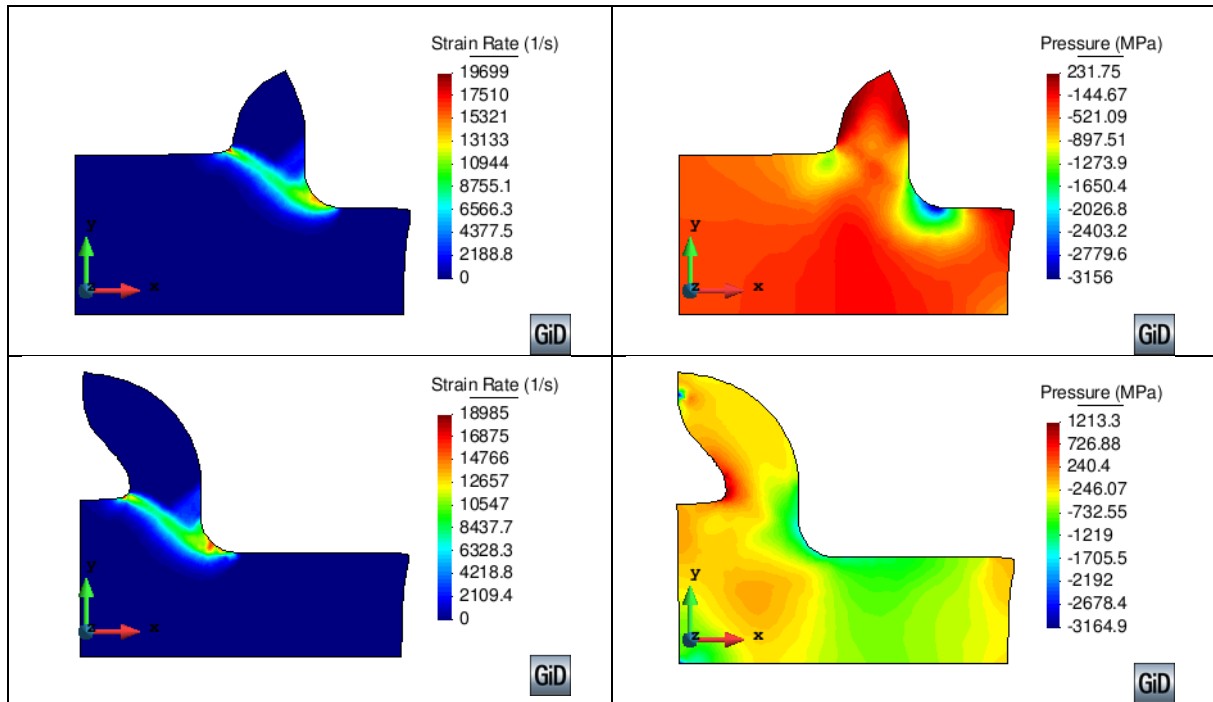 Strain Rate (1/s)
19699
17510
15321
13133
10944
8755.1
6566.3
4377.5
2188.8
0
y
z
x
GiD
Pressure (MPa)
231.75
-144.67
-521.09
-897.51
-1273.9
-1650.4
-2026.8
-2403.2
-2779.6
-3156
y
z
x
GiD
Strain Rate (1/s)
18985
16875
14766
12657
10547
8437.7
6328.3
4218.8
2109.4
0
y
z
x
GiD
Pressure (MPa)
1213.3
726.88
240.4
-246.07
-732.55
-1219
-1705.5
-2192
-2678.4
-3164.9
y
z
x
GiD